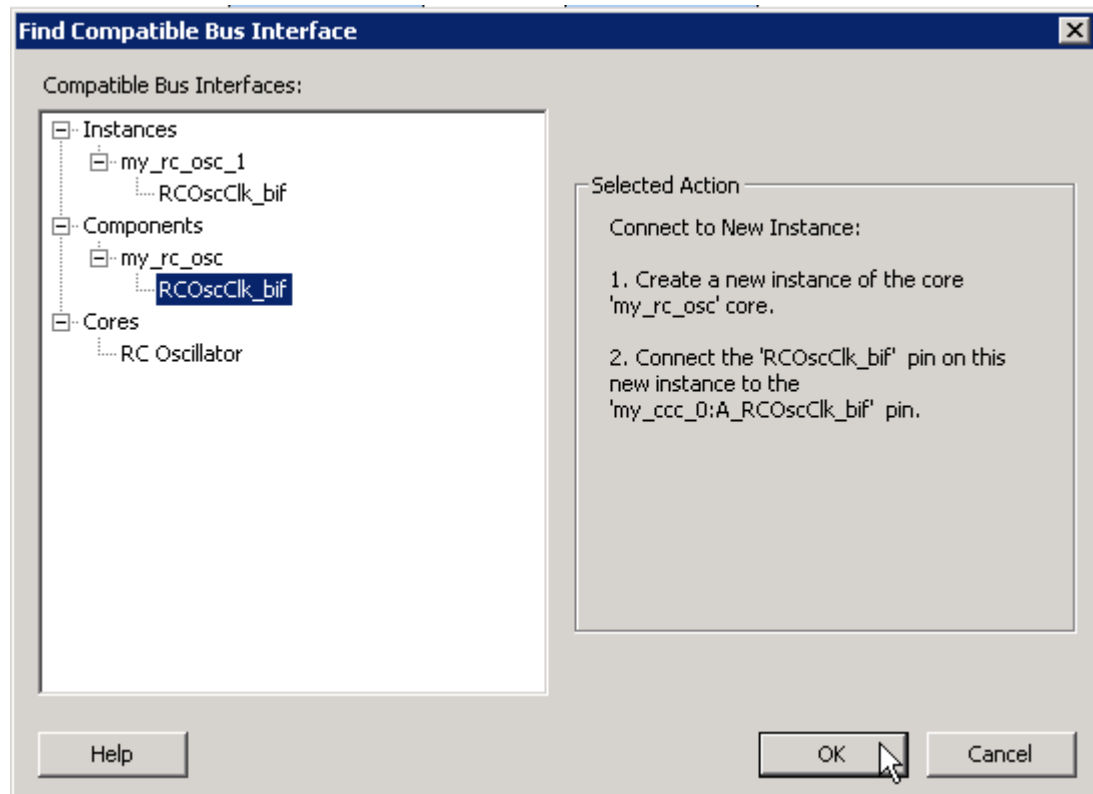 Find Compatible Bus Interface
Compatible Bus Interfaces:
Instances
my_rc_osc_1
RCOscClk_bif
Components
my_rc_osc
RCOscClk_bif
Cores
RC Oscillator
Selected Action
Connect to New Instance:
1. Create a new instance of the core
'my_rc_osc' core.
2. Connect the 'RCOscClk_bif' pin on this
new instance to the
'my_ccc_0:A_RCOscClk_bif' pin.
Help
OK
Cancel